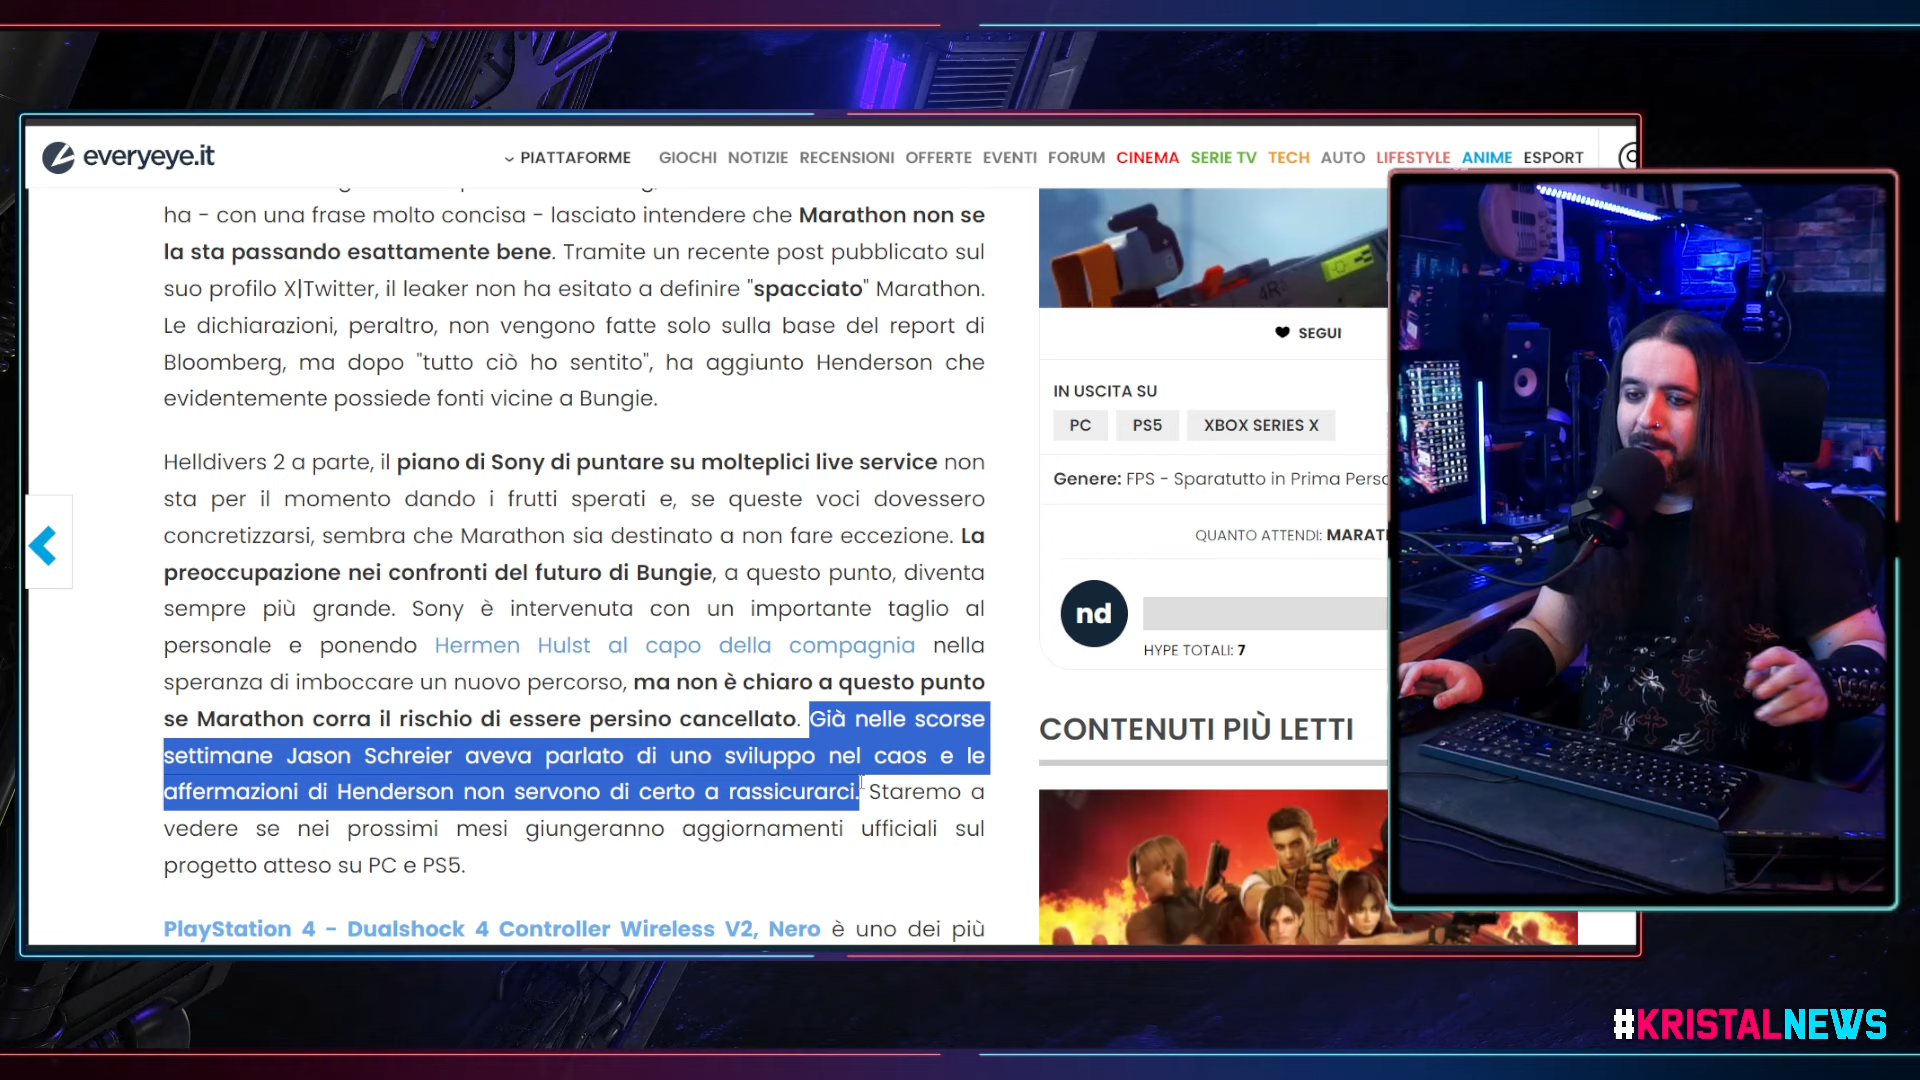 everyeye.it
PIATTAFORME GIOCHI NOTIZIE RECENSIONI OFFERTE EVENTI FORUM CINEMA SERIE TV TECH AUTO LIFESTYLE ANIME ESPORT
ha - con una frase molto concisa - lasciato intendere che Marathon non se
la sta passando esattamente bene. Tramite un recente post pubblicato sul
suo profilo X|Twitter, il leaker non ha esitato a definire "spacciato" Marathon.
Le dichiarazioni, peraltro, non vengono fatte solo sulla base del report di
Bloomberg, ma dopo "tutto ciò ho sentito", ha aggiunto Henderson che
evidentemente possiede fonti vicine a Bungie.
Helldivers 2 a parte, il piano di Sony di puntare su molteplici live service non
sta per il momento dando i frutti sperati e, se queste voci dovessero
concretizzarsi, sembra che Marathon sia destinato a non fare eccezione. La
preoccupazione nei confronti del futuro di Bungie, a questo punto, diventa
sempre più grande. Sony è intervenuta con un importante taglio al
personale e ponendo Hermen Hulst al capo della compagnia nella
speranza di imboccare un nuovo percorso, ma non è chiaro a questo punto
se Marathon corra il rischio di essere persino cancellato. Già nelle scorse
settimane Jason Schreier aveva parlato di uno sviluppo nel caos e le
affermazioni di Henderson non servono di certo a rassicurarci. Staremo a
vedere se nei prossimi mesi giungeranno aggiornamenti ufficiali sul
progetto atteso su PC e PS5.
PlayStation 4 - Dualshock 4 Controller Wireless V2, Nero è uno dei più
SEGUI
IN USCITA SU
PC PS5 XBOX SERIES X
Genere: FPS - Sparatutto in Prima
QUANTO ATTENDI:
nd
HYPE TOTALI: 7
CONTENUTI PIÙ LETTI
#KRISTALNEWS